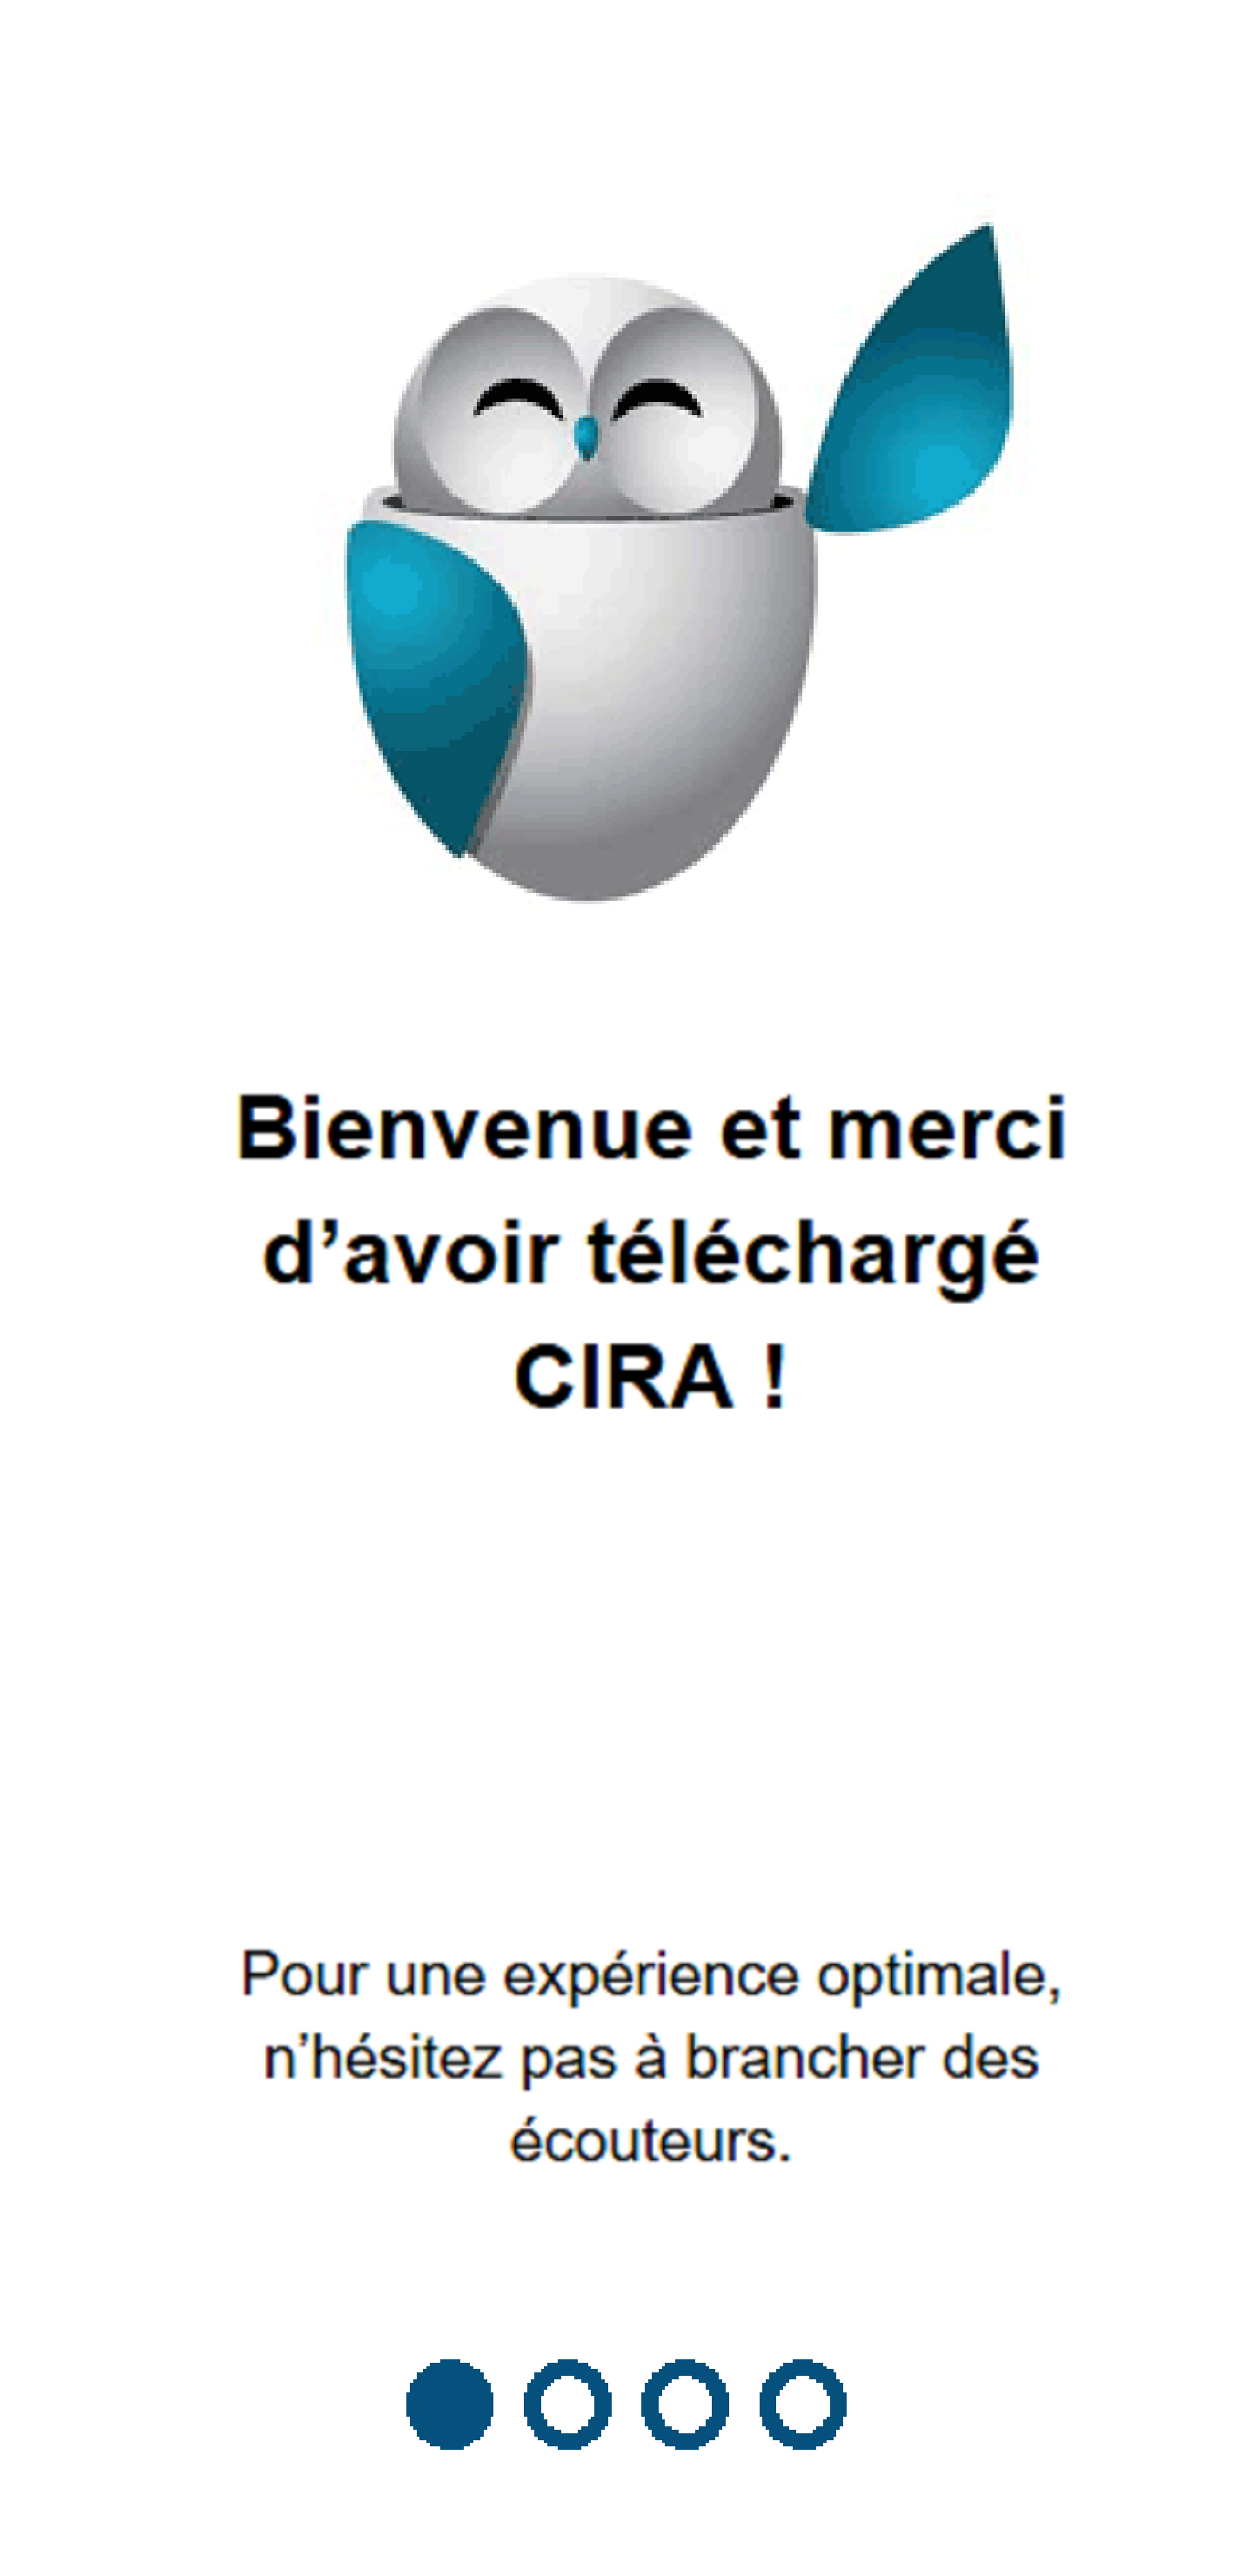 Bienvenue et merci
d’avoir téléchargé
CIRA !
Pour une expérience optimale,
n’hésitez pas à brancher des
écouteurs.